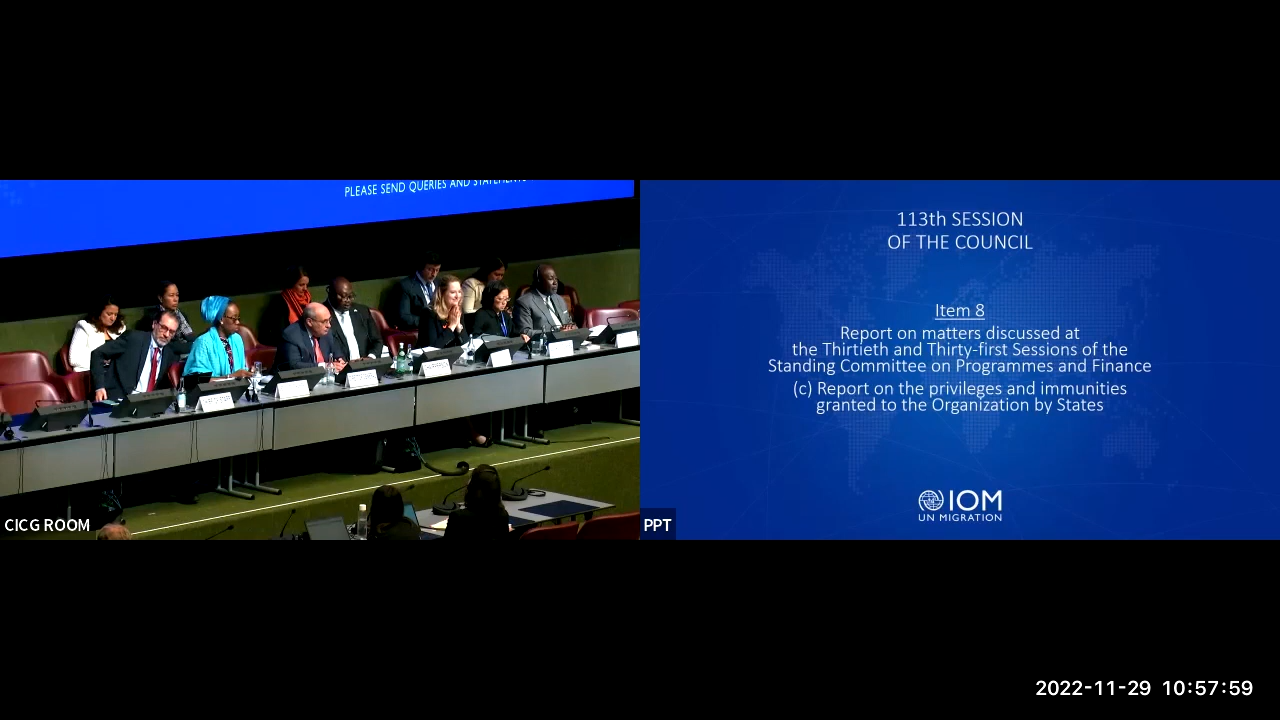 PLEASE SEND QUERIES AND STATEMENTS
CICG ROOM
113th SESSION
OF THE COUNCIL
Item 8
Report on matters discussed at
the Thirtieth and Thirty-first Sessions of the
Standing Committee on Programmes and Finance
(c) Report on the privileges and immunities
granted to the Organization by States
IOM
UN MIGRATION
PPT
2022-11-29 10:57:59